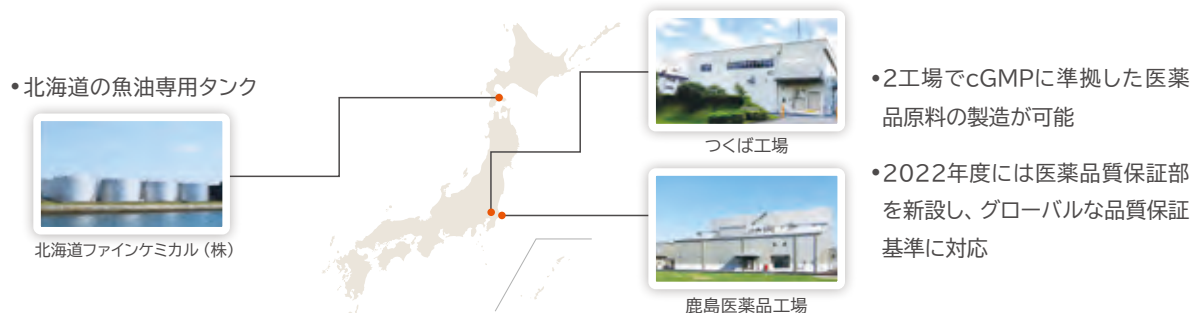 •北海道の魚油専用タンク
北海道ファインケミカル（株）
つくば工場
鹿島医薬品工場
•2工場でcGMPに準拠した医薬
品原料の製造が可能
•2022年度には医薬品質保証部
を新設し、グローバルな品質保証
基準に対応